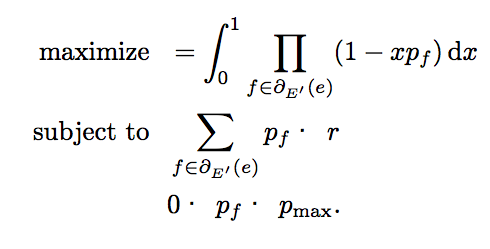 maximize = ∫₀¹ ∏_{f∈∂_{E′}(e)} (1 − xp_f) dx
subject to ∑_{f∈∂_{E′}(e)} p_f · r
0 · p_f · p_max.